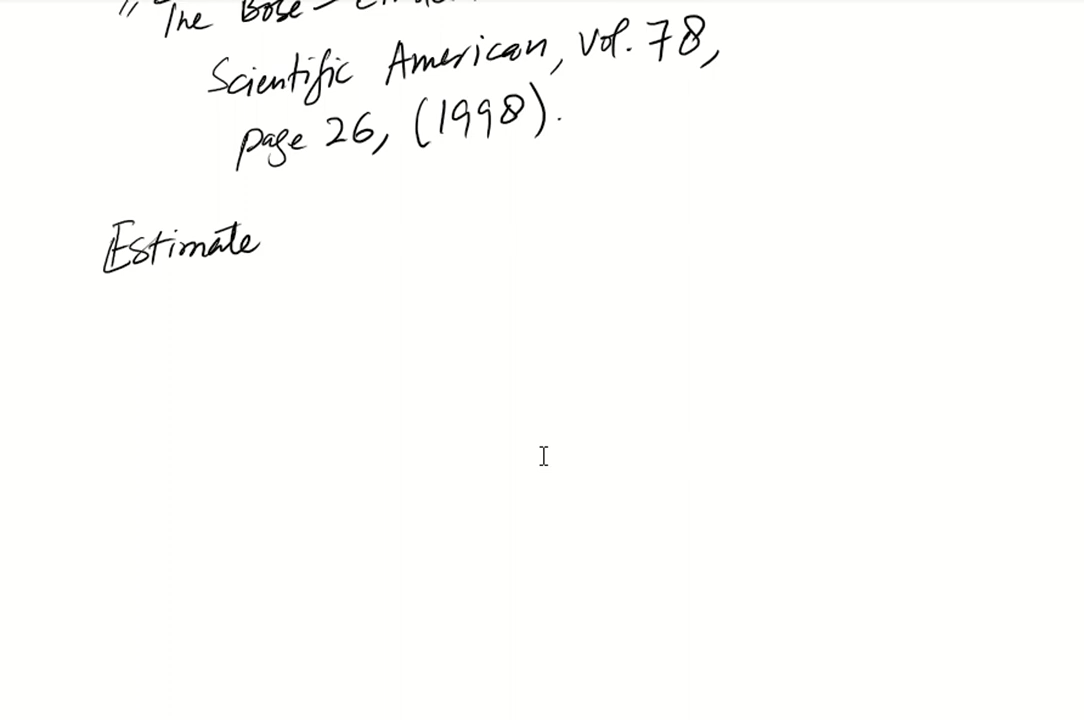 "The Bose-
Scientific American, vol. 78,
page 26, (1998).
Estimate